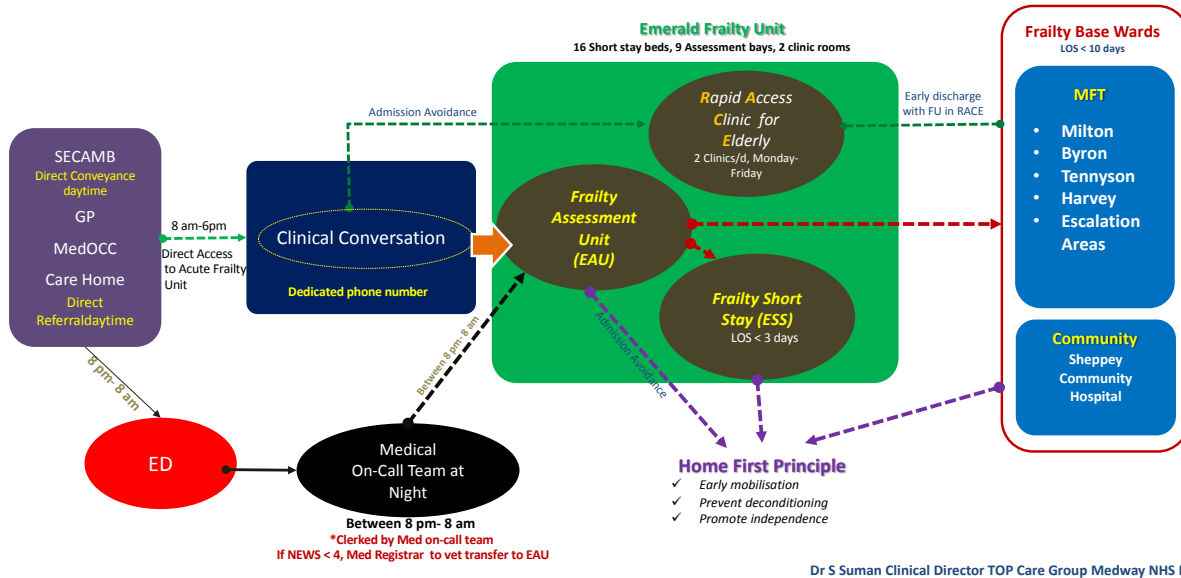 Emerald Frailty Unit
16 Short stay beds, 9 Assessment bays, 2 clinic rooms
Frailty Base Wards
LOS < 10 days
MFT
• Milton
• Byron
• Tennyson
• Harvey
• Escalation
Areas
Community
Sheppey
Community
Hospital
SECAMB
Direct Conveyance
daytime
GP
MedOCC
Care Home
Direct
Referraldaytime
8 am-6pm
Direct Access
to Acute Frailty
Unit
Admission Avoidance
Clinical Conversation
Dedicated phone number
Rapid Access
Clinic for
Elderly
2 Clinics/d, Monday-
Friday
Early discharge
with FU in RACE
Frailty
Assessment
Unit
(EAU)
Frailty Short
Stay (ESS)
LOS < 3 days
Between 8 pm- 8 am
Admission Avoidance
8 pm- 8 am
ED
Medical
On-Call Team at
Night
Between 8 pm- 8 am
*Clerked by Med on-call team
If NEWS < 4, Med Registrar to vet transfer to EAU
Home First Principle
✓ Early mobilisation
✓ Prevent deconditioning
✓ Promote independence
Dr S Suman Clinical Director TOP Care Group Medway NHS